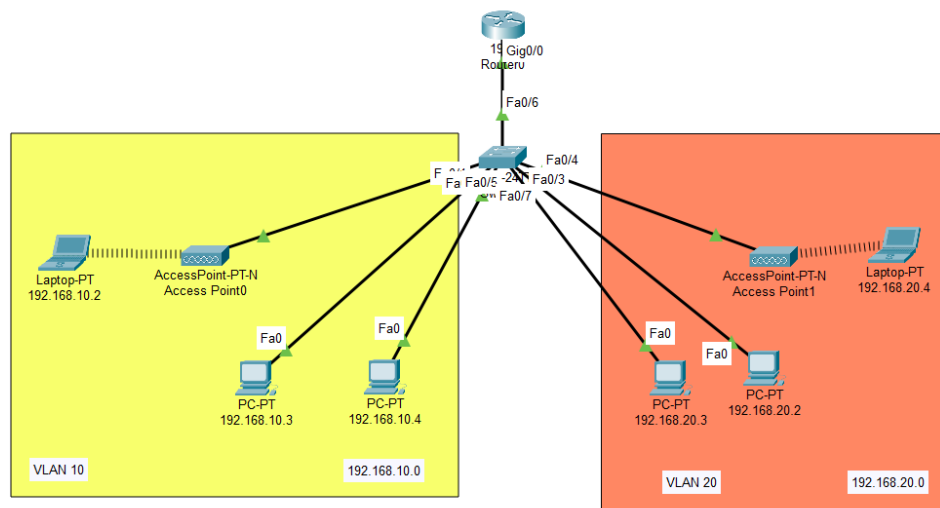 Gig0/0
Router0
Fa0/6
Fa0/4
Fa0/5
Fa0/3
Fa0/7
Laptop-PT
192.168.10.2
AccessPoint-PT-N
Access Point0
AccessPoint-PT-N
Access Point1
Laptop-PT
192.168.20.4
Fa0
Fa0
Fa0
Fa0
PC-PT
192.168.10.3
PC-PT
192.168.10.4
PC-PT
192.168.20.3
PC-PT
192.168.20.2
VLAN 10
192.168.10.0
VLAN 20
192.168.20.0